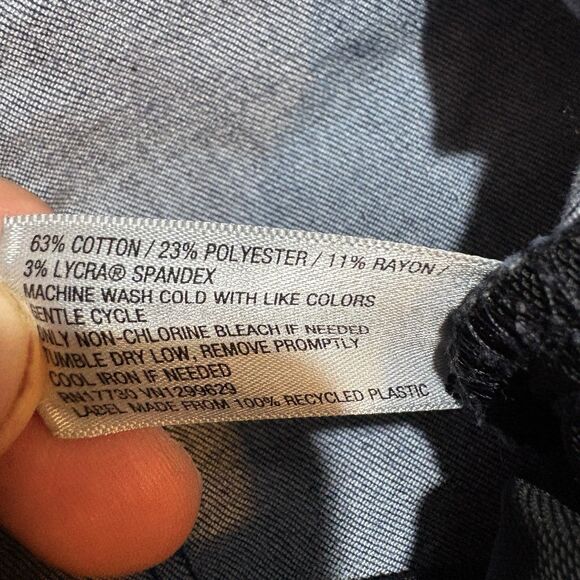 63% COTTON / 23% POLYESTER / 11% RAYON /
3% LYCRA® SPANDEX
MACHINE WASH COLD WITH LIKE COLORS
GENTLE CYCLE
ONLY NON-CHLORINE BLEACH IF NEEDED
TUMBLE DRY LOW, REMOVE PROMPTLY
COOL IRON IF NEEDED
RN17730 VN1299629
LABEL MADE FROM 100% RECYCLED PLASTIC